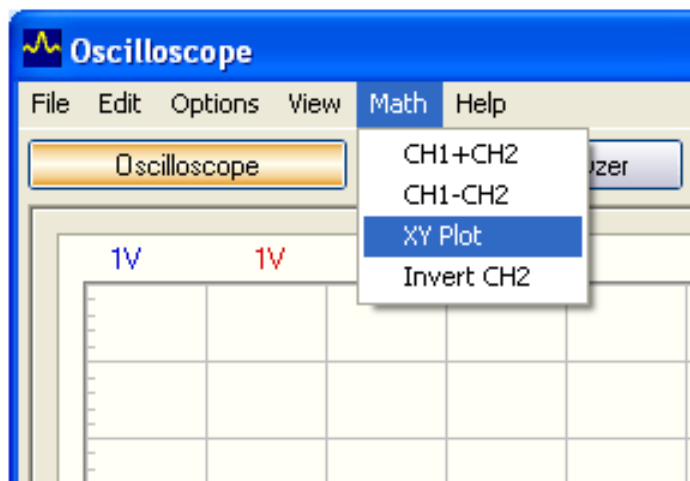 Oscilloscope
File Edit Options View Math Help
Oscilloscope
CH1+CH2
CH1-CH2
XY Plot
Invert CH2
1V 1V